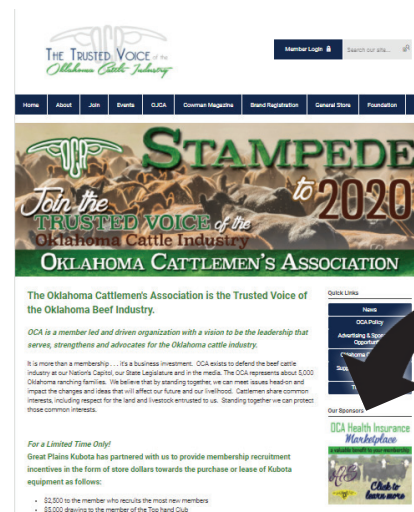 THE TRUSTED VOICE of the
Oklahoma Cattle Industry
Member Login
Search our site...
Home About Join Events OJCA Cowman Magazine Brand Registration General Store Foundation
STAMPEDE
to 2020
Join the
TRUSTED VOICE of the
Oklahoma Cattle Industry
OKLAHOMA CATTLEMEN'S ASSOCIATION
The Oklahoma Cattlemen's Association is the Trusted Voice of
the Oklahoma Beef Industry.
OCA is a member led and driven organization with a vision to be the leadership that
serves, strengthens and advocates for the Oklahoma cattle industry.
It is more than a membership . . . it's a business investment. OCA exists to defend the beef cattle
industry at our Nation's Capitol, our State Legislature and in the media. The OCA represents about 5,000
Oklahoma ranching families. We believe that by standing together, we can meet issues head-on and
impact the changes and ideas that will affect our future and our livelihood. Cattlemen share common
interests, including respect for the land and livestock entrusted to us. Standing together we can protect
those common interests.
For a Limited Time Only!
Great Plains Kubota has partnered with us to provide membership recruitment
incentives in the form of store dollars towards the purchase or lease of Kubota
equipment as follows:
• $2,500 to the member who recruits the most new members
• $5,000 drawing to the member of the Top hand Club
Quick Links
News
OCA Policy
Advertising &
Oklahoma
Our Sponsors
OCA Health Insurance
Marketplace
a valuable benefit to your membership
Click to
learn more